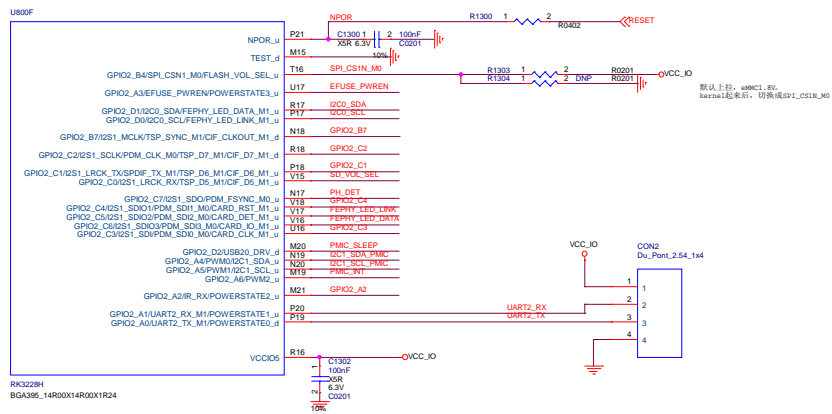 U800F
NPOR_u P21 NPOR R1300 1 2 R0402 RESET
C1300 1 2 100nF
X5R 6.3V C0201
10%
TEST_d M15
GPIO2_B4/SPI_CSN1_M0/FLASH_VOL_SEL_u T16 SPI_CS1N_M0 R1303 1 2 R0201 VCC_IO
R1304 1 2 DNP R0201
默认上拉，eMMC1.8V，
kernel起来后，切换成SPI_CS1N_M0
GPIO2_A3/EFUSE_PWREN/POWERSTATE3_u U17 EFUSE_PWREN
GPIO2_D1/I2C0_SDA/FEPHY_LED_DATA_M1_u R17 I2C0_SDA
GPIO2_D0/I2C0_SCL/FEPHY_LED_LINK_M1_u P17 I2C0_SCL
GPIO2_B7/I2S1_MCLK/TSP_SYNC_M1/CIF_CLKOUT_M1_d N18 GPIO2_B7
GPIO2_C2/I2S1_SCLK/PDM_CLK_M0/TSP_D7_M1/CIF_D7_M1_d R18 GPIO2_C2
GPIO2_C1/I2S1_LRCK_TX/SPDIF_TX_M1/TSP_D6_M1/CIF_D6_M1_u P18 GPIO2_C1
GPIO2_C0/I2S1_LRCK_RX/TSP_D5_M1/CIF_D5_M1_u V15 SD_VOL_SEL
GPIO2_C7/I2S1_SDO/PDM_FSYNC_M0_u N17 PH_DET
GPIO2_C4/I2S1_SDIO1/PDM_SDI1_M0/CARD_RST_M1_u V18 GPIO2_C4
GPIO2_C5/I2S1_SDIO2/PDM_SDI2_M0/CARD_DET_M1_u V17 FEPHY_LED_LINK
GPIO2_C6/I2S1_SDIO3/PDM_SDI3_M0/CARD_IO_M1_u V16 FEPHY_LED_DATA
GPIO2_C3/I2S1_SDI/PDM_SDI0_M0/CARD_CLK_M1_u U16 GPIO2_C3
GPIO2_D2/USB20_DRV_d M20 PMIC_SLEEP
GPIO2_A4/PWM0/I2C1_SDA_u N19 I2C1_SDA_PMIC
GPIO2_A5/PWM1/I2C1_SCL_u N20 I2C1_SCL_PMIC
GPIO2_A6/PWM2_u M19 PMIC_INT
GPIO2_A2/IR_RX/POWERSTATE2_u M21 GPIO2_A2
GPIO2_A1/UART2_RX_M1/POWERSTATE1_u P20 UART2_RX
GPIO2_A0/UART2_TX_M1/POWERSTATE0_d P19 UART2_TX
VCC_IO
CON2
Du_Pont_2.54_1x4
1 1
2 2
3 3
4 4
VCCIO5 R16 VCC_IO
1 2
C1302
100nF
X5R
6.3V
C0201
10%
RK3228H
BGA395_14R00X14R00X1R24